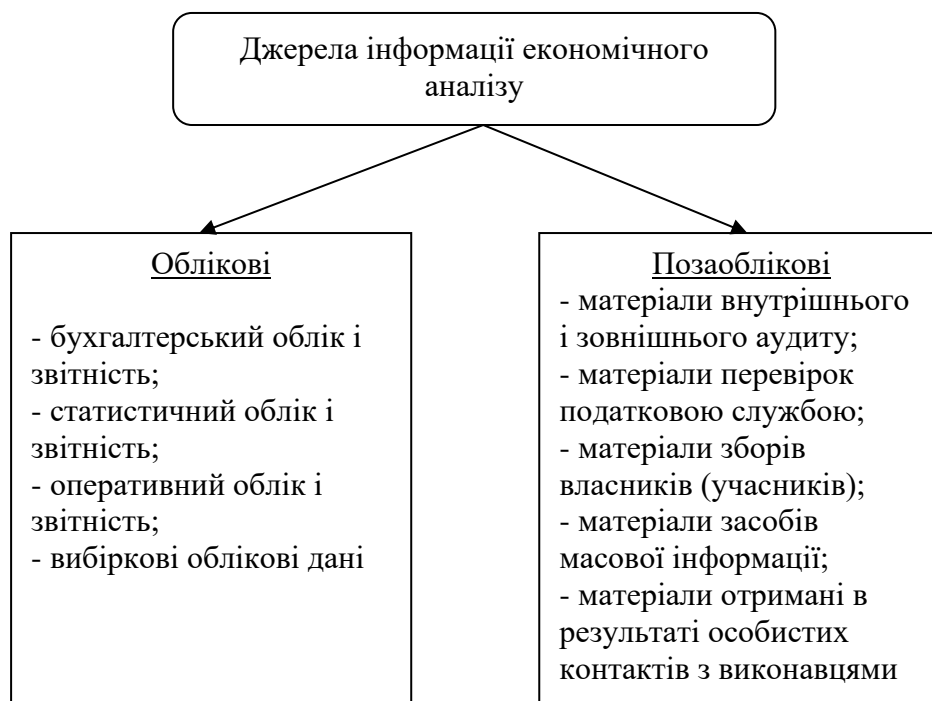 Джерела інформації економічного
аналізу
Облікові
- бухгалтерський облік і
звітність;
- статистичний облік і
звітність;
- оперативний облік і
звітність;
- вибіркові облікові дані
Позаоблікові
- матеріали внутрішнього
і зовнішнього аудиту;
- матеріали перевірок
податковою службою;
- матеріали зборів
власників (учасників);
- матеріали засобів
масової інформації;
- матеріали отримані в
результаті особистих
контактів з виконавцями